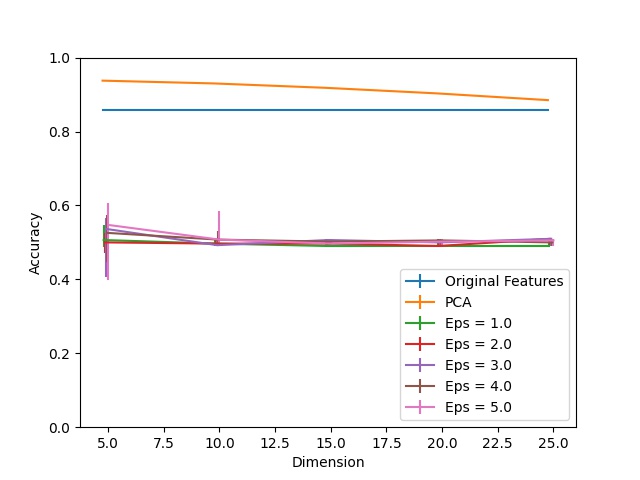 1.0
0.8
0.6
0.4
0.2
0.0
Accuracy
Original Features
PCA
Eps = 1.0
Eps = 2.0
Eps = 3.0
Eps = 4.0
Eps = 5.0
5.0 7.5 10.0 12.5 15.0 17.5 20.0 22.5 25.0
Dimension